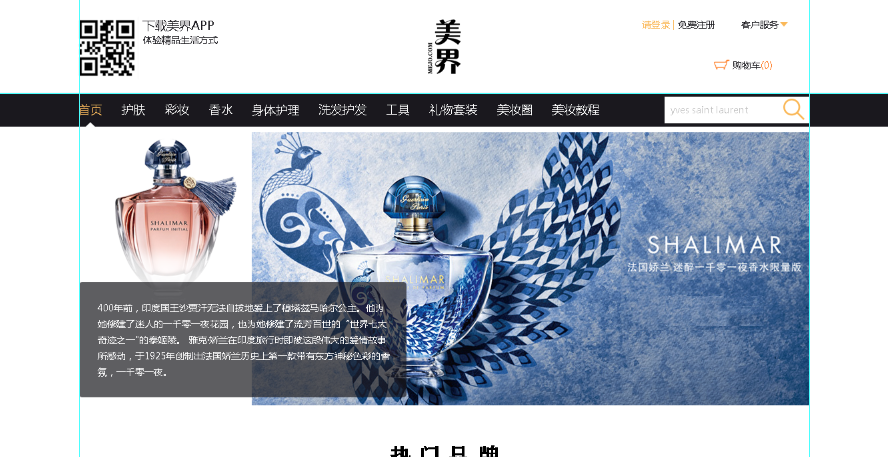 下载美界APP
体验精品生活方式
美界
MEIJD.COM
请登录 | 免费注册 客户服务
购物车(0)
首页 护肤 彩妆 香水 身体护理 洗发护发 工具 礼物套装 美妆圈 美妆教程
yves saint laurent
SHALIMAR
PARFUM INITIAL
Guerlain
Paris
SHALIMAR
法国娇兰 迷醉一千零一夜香水限量版
400年前，印度国王沙贾汗无法自拔地爱上了穆塔兹马哈尔公主。他为
她修建了迷人的一千零一夜花园，也为她修建了流芳百世的“世界七大
奇迹之一”的泰姬陵。 雅克·娇兰在印度旅行时即被这段伟大的爱情故事
所感动，于1925年创制出法国娇兰历史上第一款带有东方神秘色彩的香
氛，一千零一夜。
热门品牌